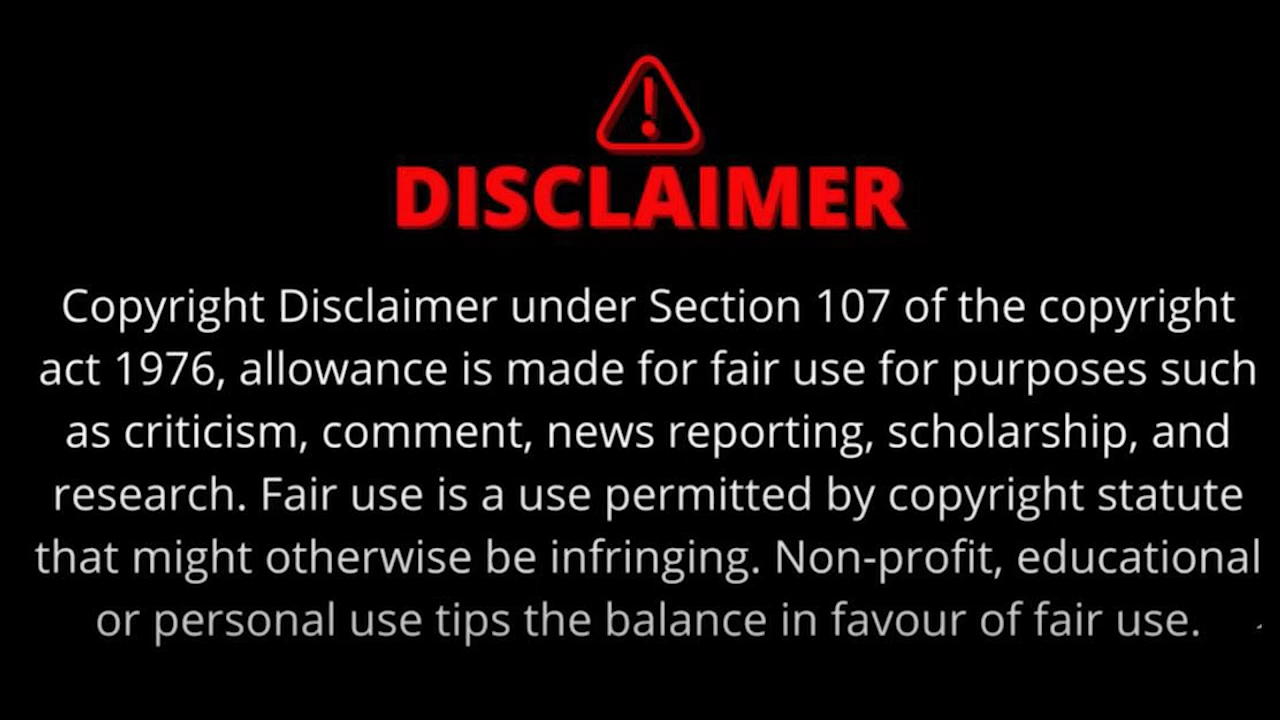 DISCLAIMER
Copyright Disclaimer under Section 107 of the copyright
act 1976, allowance is made for fair use for purposes such
as criticism, comment, news reporting, scholarship, and
research. Fair use is a use permitted by copyright statute
that might otherwise be infringing. Non-profit, educational
or personal use tips the balance in favour of fair use.